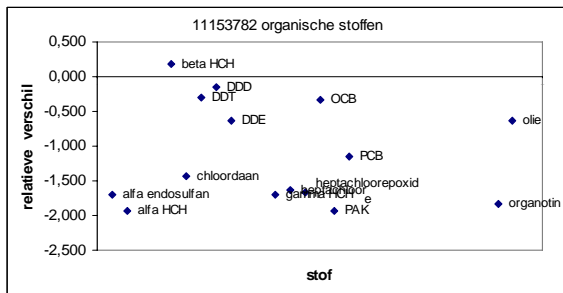 11153782 organische stoffen
relatieve verschil
0,500
0,000
-0,500
-1,000
-1,500
-2,000
-2,500
beta HCH
DDD
DDT
OCB
DDE
olie
PCB
chloordaan
heptachloorepoxid
e
heptachloor
alfa endosulfan
gamma HCH
organotin
alfa HCH
PAK
stof